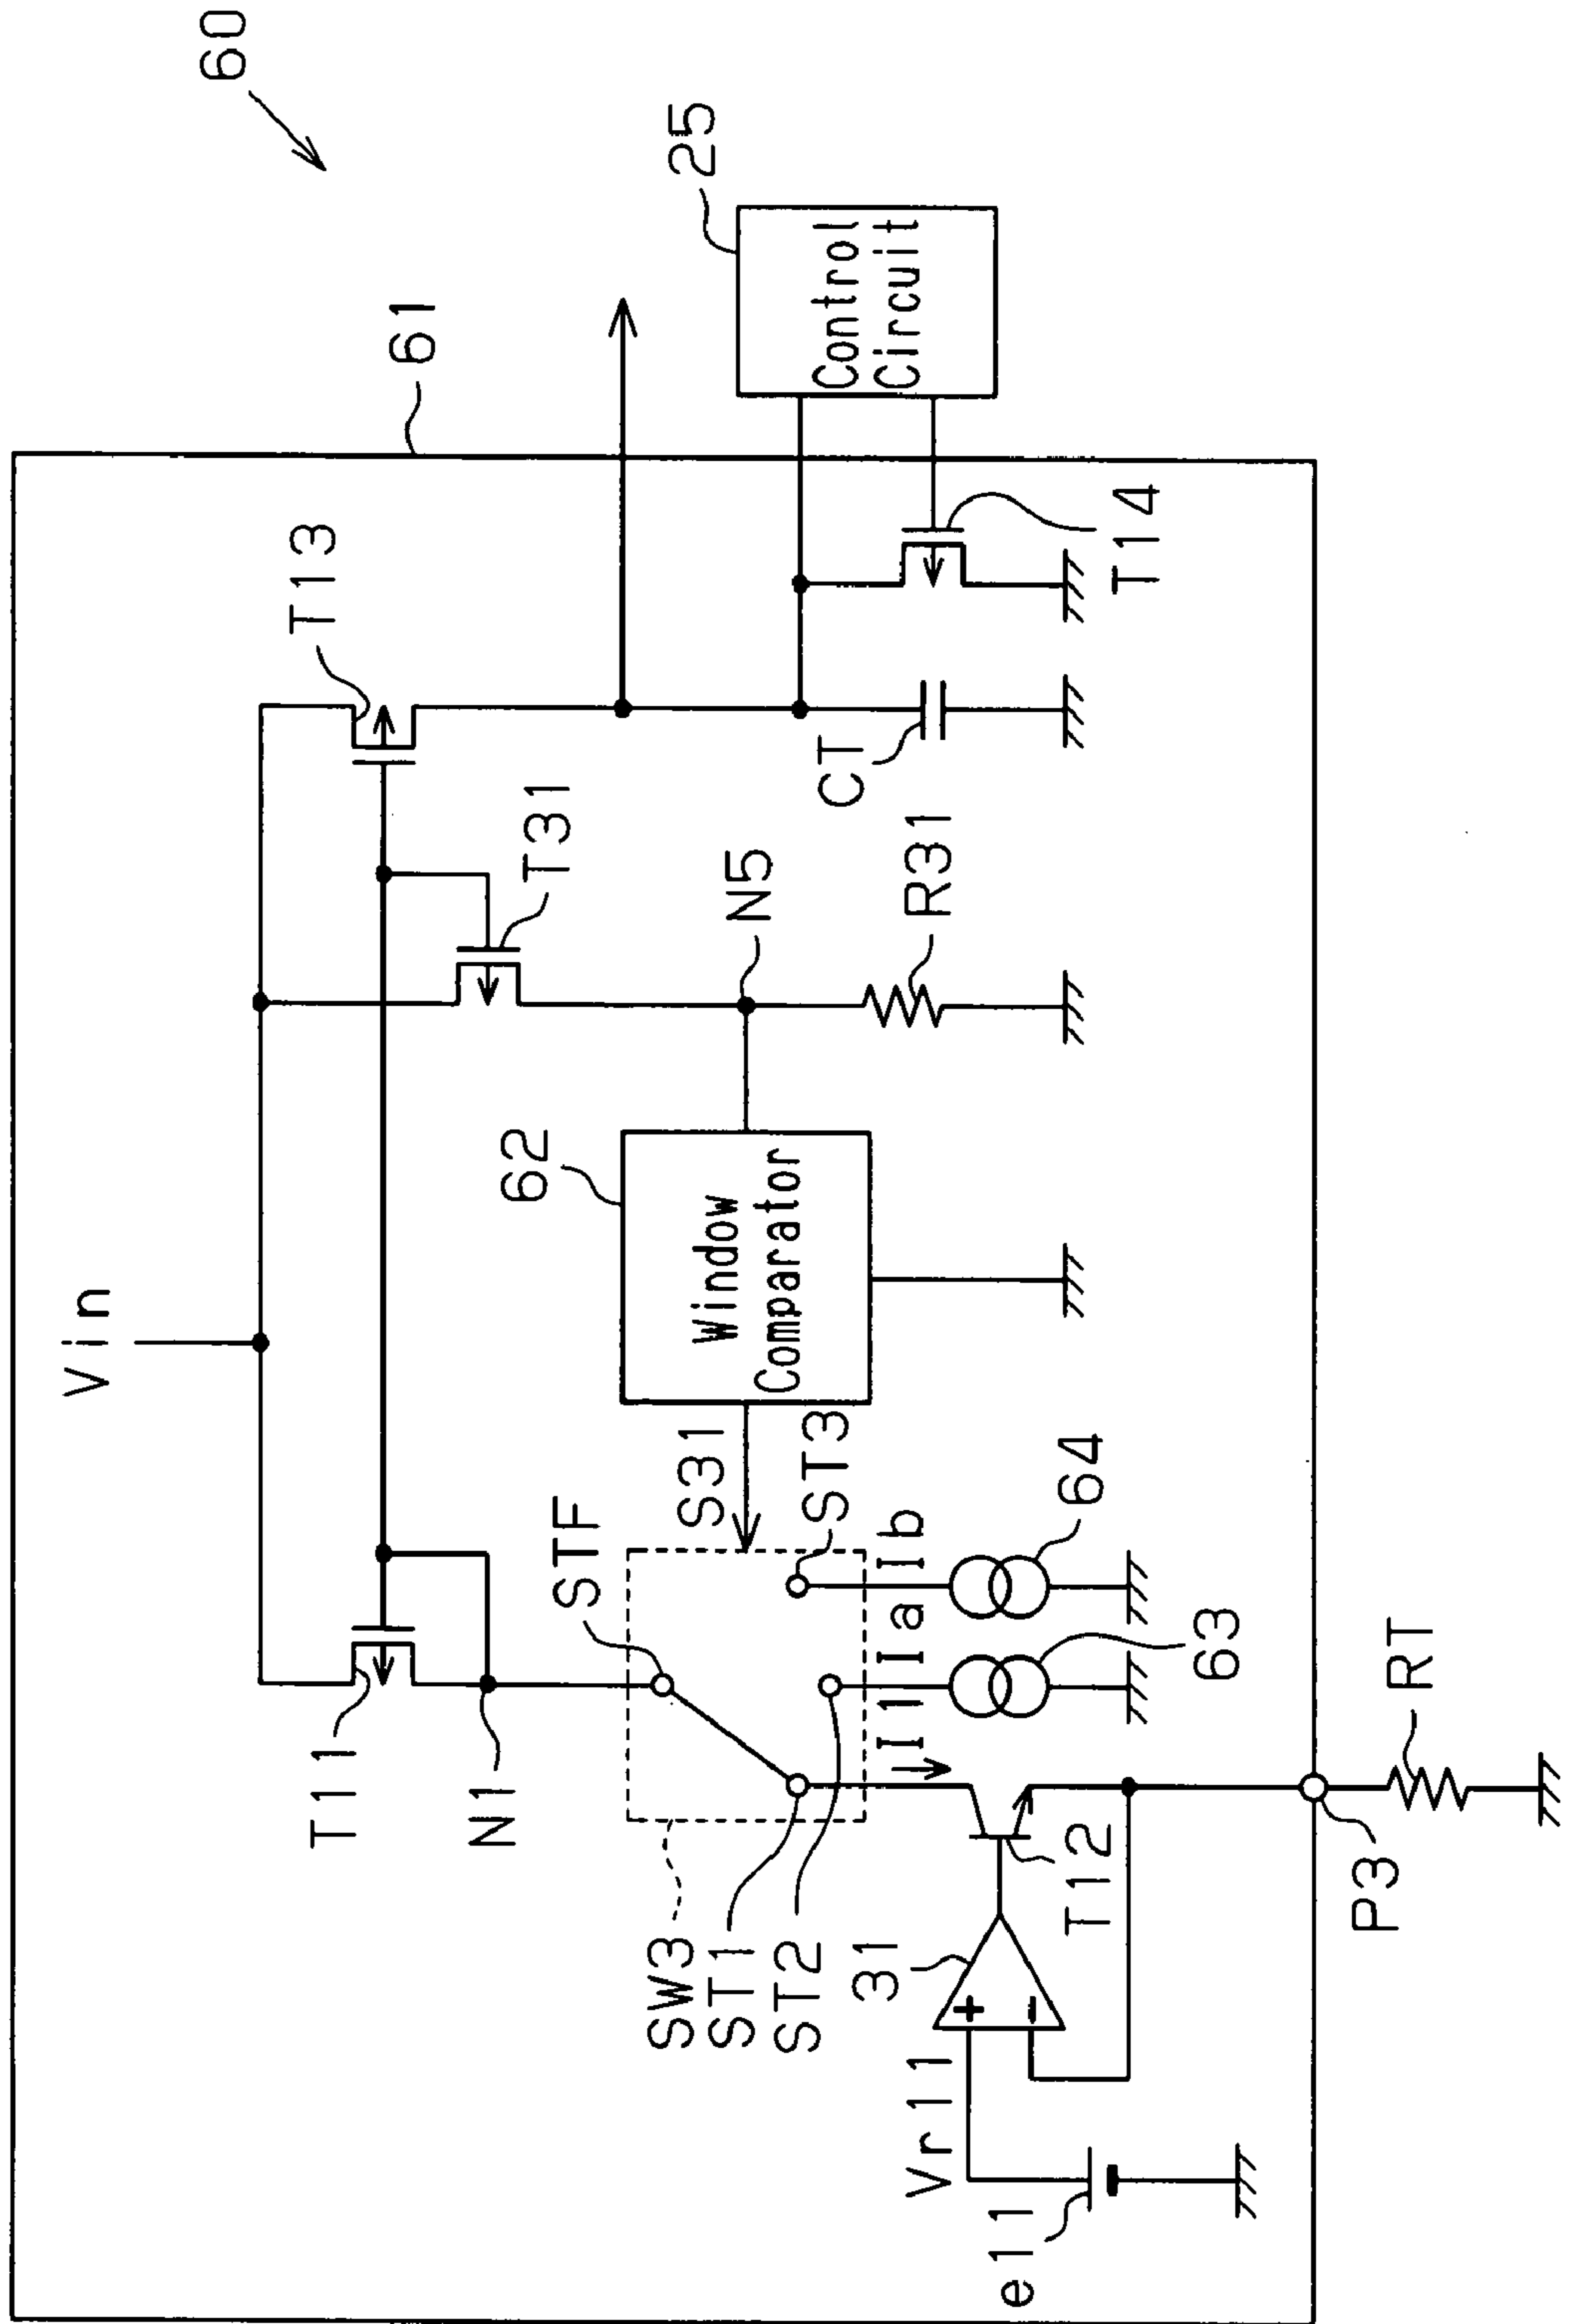 60
61
Vin
T13
25
Control
Circuit
T11
T31
N1
STF
62
Window
Comparator
N5
CT
T14
R31
S31
SW3
ST1
ST2
ST3
I1
Ia
Ib
31
T12
63
64
Vr11
e11
P3
RT
+
−